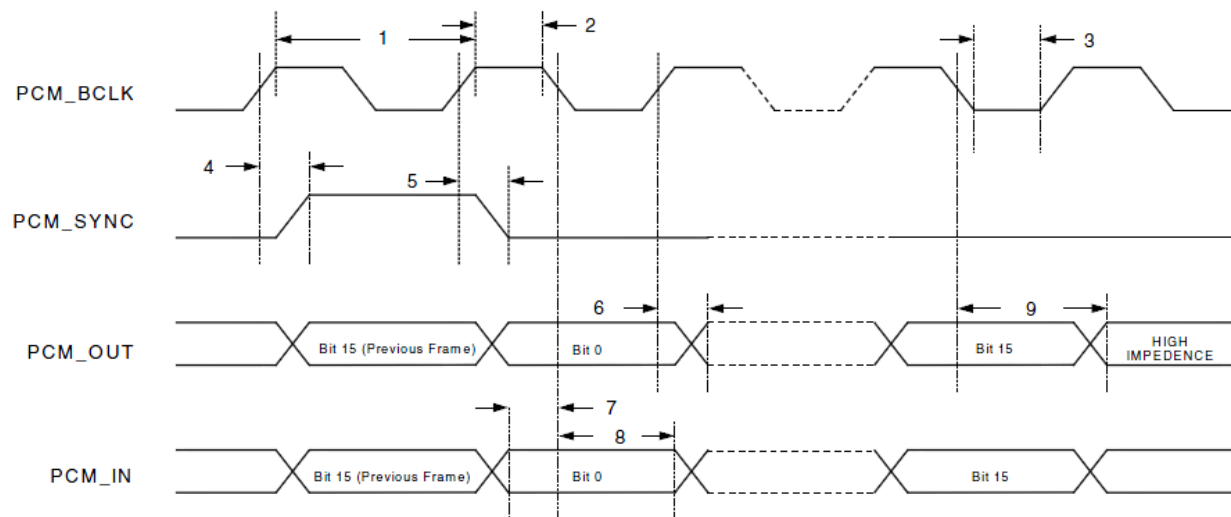 1
2
3
PCM_BCLK
4
5
PCM_SYNC
6
9
PCM_OUT
Bit 15 (Previous Frame)
Bit 0
Bit 15
HIGH
IMPEDENCE
7
8
PCM_IN
Bit 15 (Previous Frame)
Bit 0
Bit 15